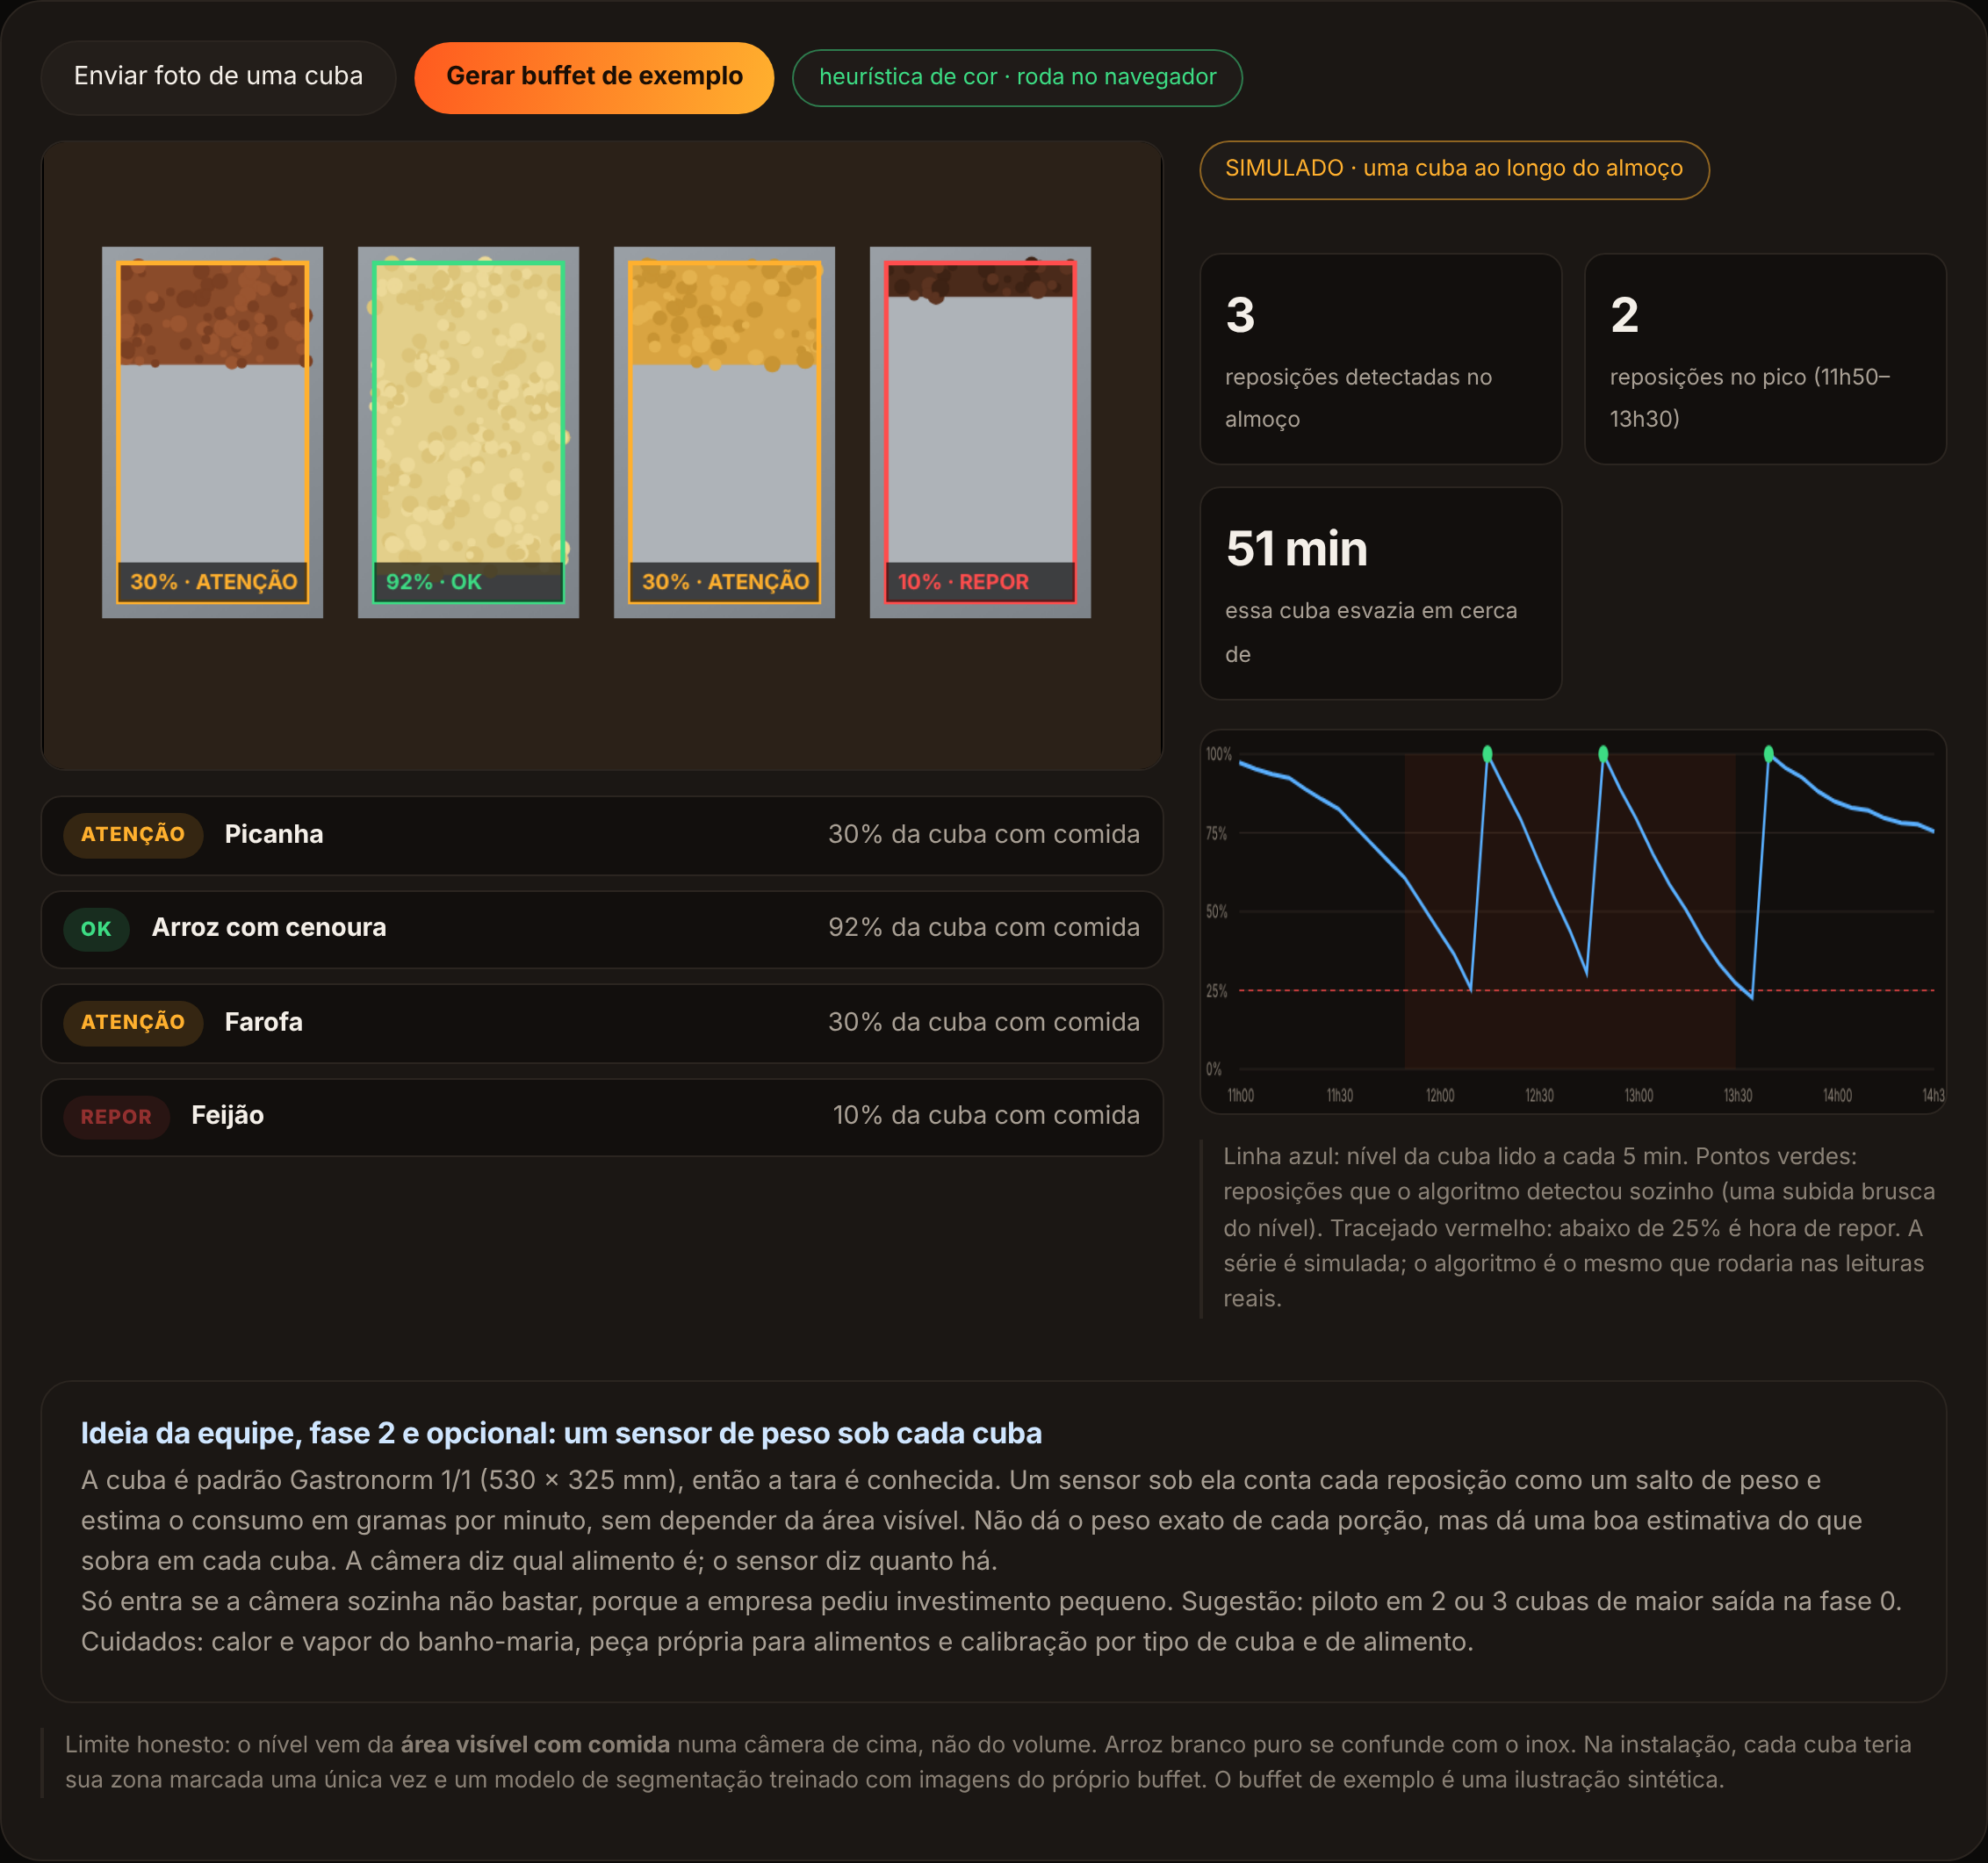 Enviar foto de uma cuba
Gerar buffet de exemplo
heurística de cor · roda no navegador
30% · ATENÇÃO
92% · OK
30% · ATENÇÃO
10% · REPOR
ATENÇÃO Picanha 30% da cuba com comida
OK Arroz com cenoura 92% da cuba com comida
ATENÇÃO Farofa 30% da cuba com comida
REPOR Feijão 10% da cuba com comida
SIMULADO · uma cuba ao longo do almoço
3
reposições detectadas no
almoço
2
reposições no pico (11h50–
13h30)
51 min
essa cuba esvazia em cerca
de
100%
75%
50%
25%
0%
11h00 11h30 12h00 12h30 13h00 13h30 14h00 14h3
Linha azul: nível da cuba lido a cada 5 min. Pontos verdes:
reposições que o algoritmo detectou sozinho (uma subida brusca
do nível). Tracejado vermelho: abaixo de 25% é hora de repor. A
série é simulada; o algoritmo é o mesmo que rodaria nas leituras
reais.
Ideia da equipe, fase 2 e opcional: um sensor de peso sob cada cuba
A cuba é padrão Gastronorm 1/1 (530 × 325 mm), então a tara é conhecida. Um sensor sob ela conta cada reposição como um salto de peso e
estima o consumo em gramas por minuto, sem depender da área visível. Não dá o peso exato de cada porção, mas dá uma boa estimativa do que
sobra em cada cuba. A câmera diz qual alimento é; o sensor diz quanto há.
Só entra se a câmera sozinha não bastar, porque a empresa pediu investimento pequeno. Sugestão: piloto em 2 ou 3 cubas de maior saída na fase 0.
Cuidados: calor e vapor do banho-maria, peça própria para alimentos e calibração por tipo de cuba e de alimento.
Limite honesto: o nível vem da área visível com comida numa câmera de cima, não do volume. Arroz branco puro se confunde com o inox. Na instalação, cada cuba teria
sua zona marcada uma única vez e um modelo de segmentação treinado com imagens do próprio buffet. O buffet de exemplo é uma ilustração sintética.